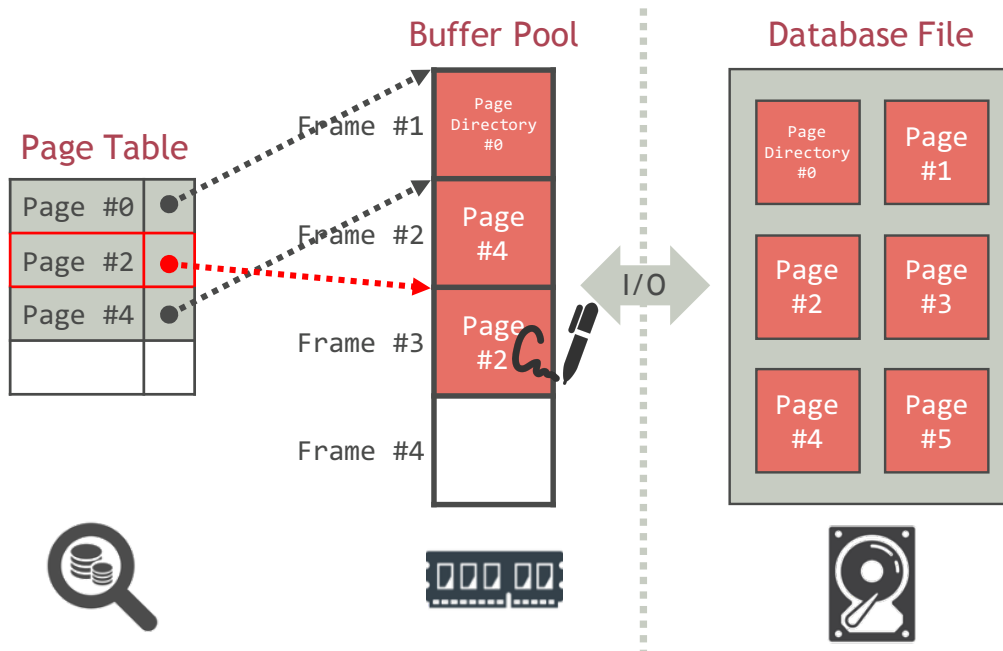 Buffer Pool
Database File
Page Table
Page #0
Page #2
Page #4
Frame #1
Frame #2
Frame #3
Frame #4
Page
Directory
#0
Page
#4
Page
#2
I/O
Page
Directory
#0
Page
#1
Page
#2
Page
#3
Page
#4
Page
#5